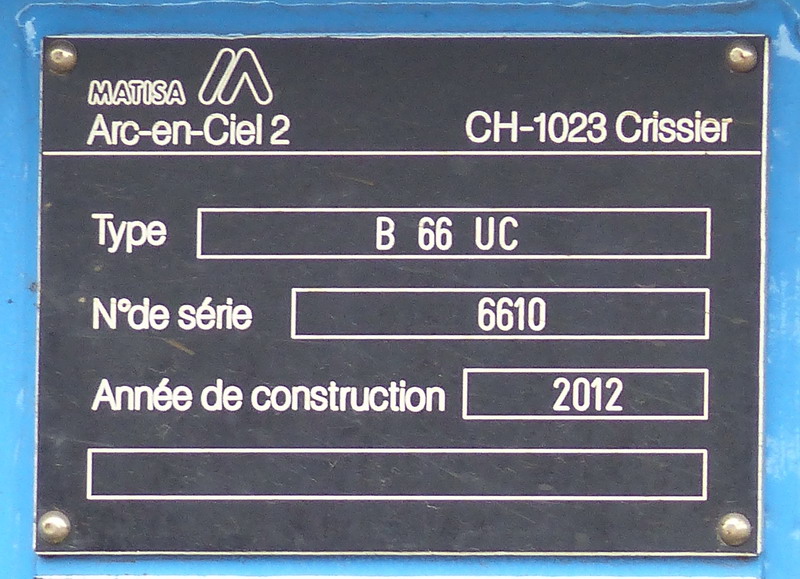 MATISA
Arc-en-Ciel 2 CH-1023 Crissier
Type B 66 UC
N°de série 6610
Année de construction 2012